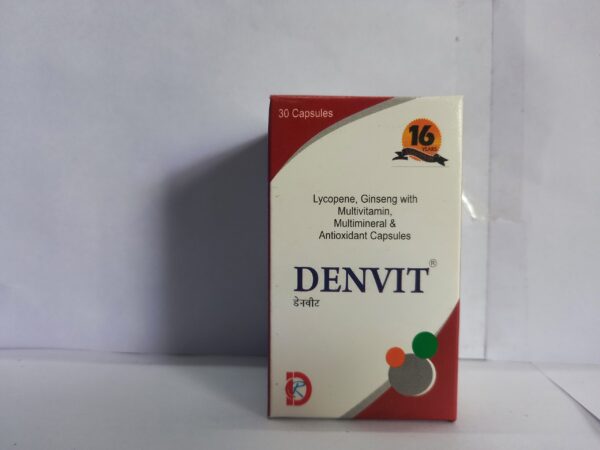 30 Capsules
16
YEARS
Lycopene, Ginseng with
Multivitamin,
Multimineral &
Antioxidant Capsules
DENVIT®
डेनवीट